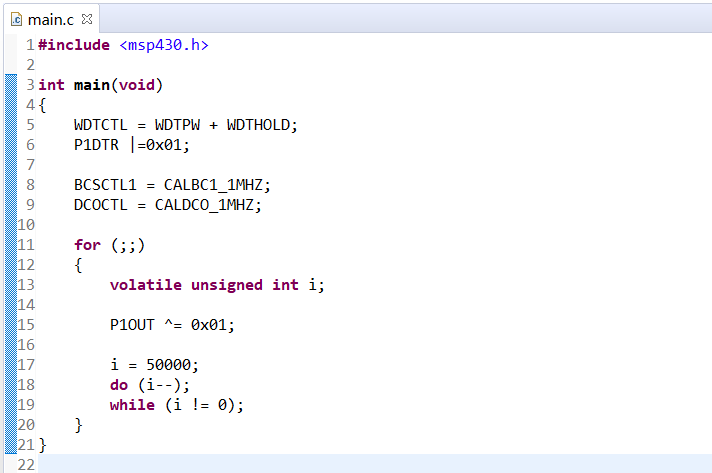 main.c
1 #include <msp430.h>
2
3 int main(void)
4 {
5     WDTCTL = WDTPW + WDTHOLD;
6     P1DTR |=0x01;
7
8     BCSCTL1 = CALBC1_1MHZ;
9     DCOCTL = CALDCO_1MHZ;
10
11     for (;;)
12     {
13         volatile unsigned int i;
14
15         P1OUT ^= 0x01;
16
17         i = 50000;
18         do (i--);
19         while (i != 0);
20     }
21 }
22